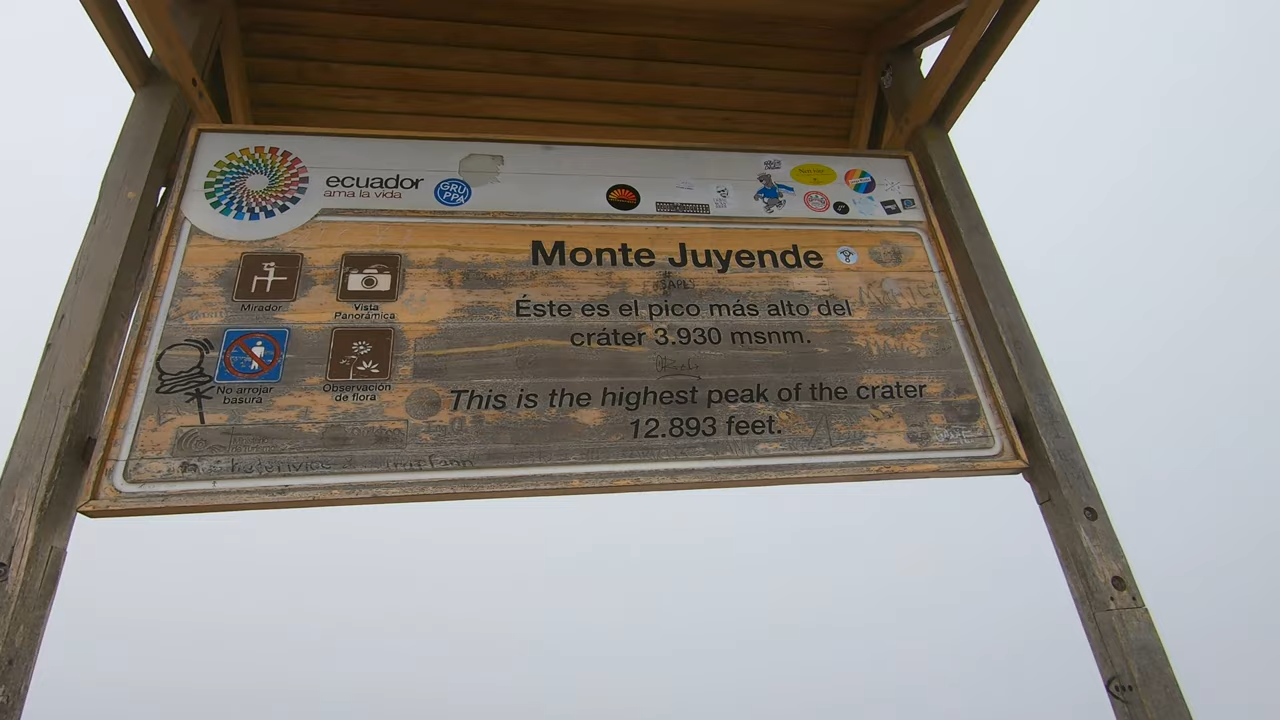 ecuador
ama la vida
GRU
PPA
Monte Juyende
Mirador
Vista
Panorámica
Éste es el pico más alto del
cráter 3.930 msnm.
No arrojar
basura
Observación
de flora
This is the highest peak of the crater
12.893 feet.